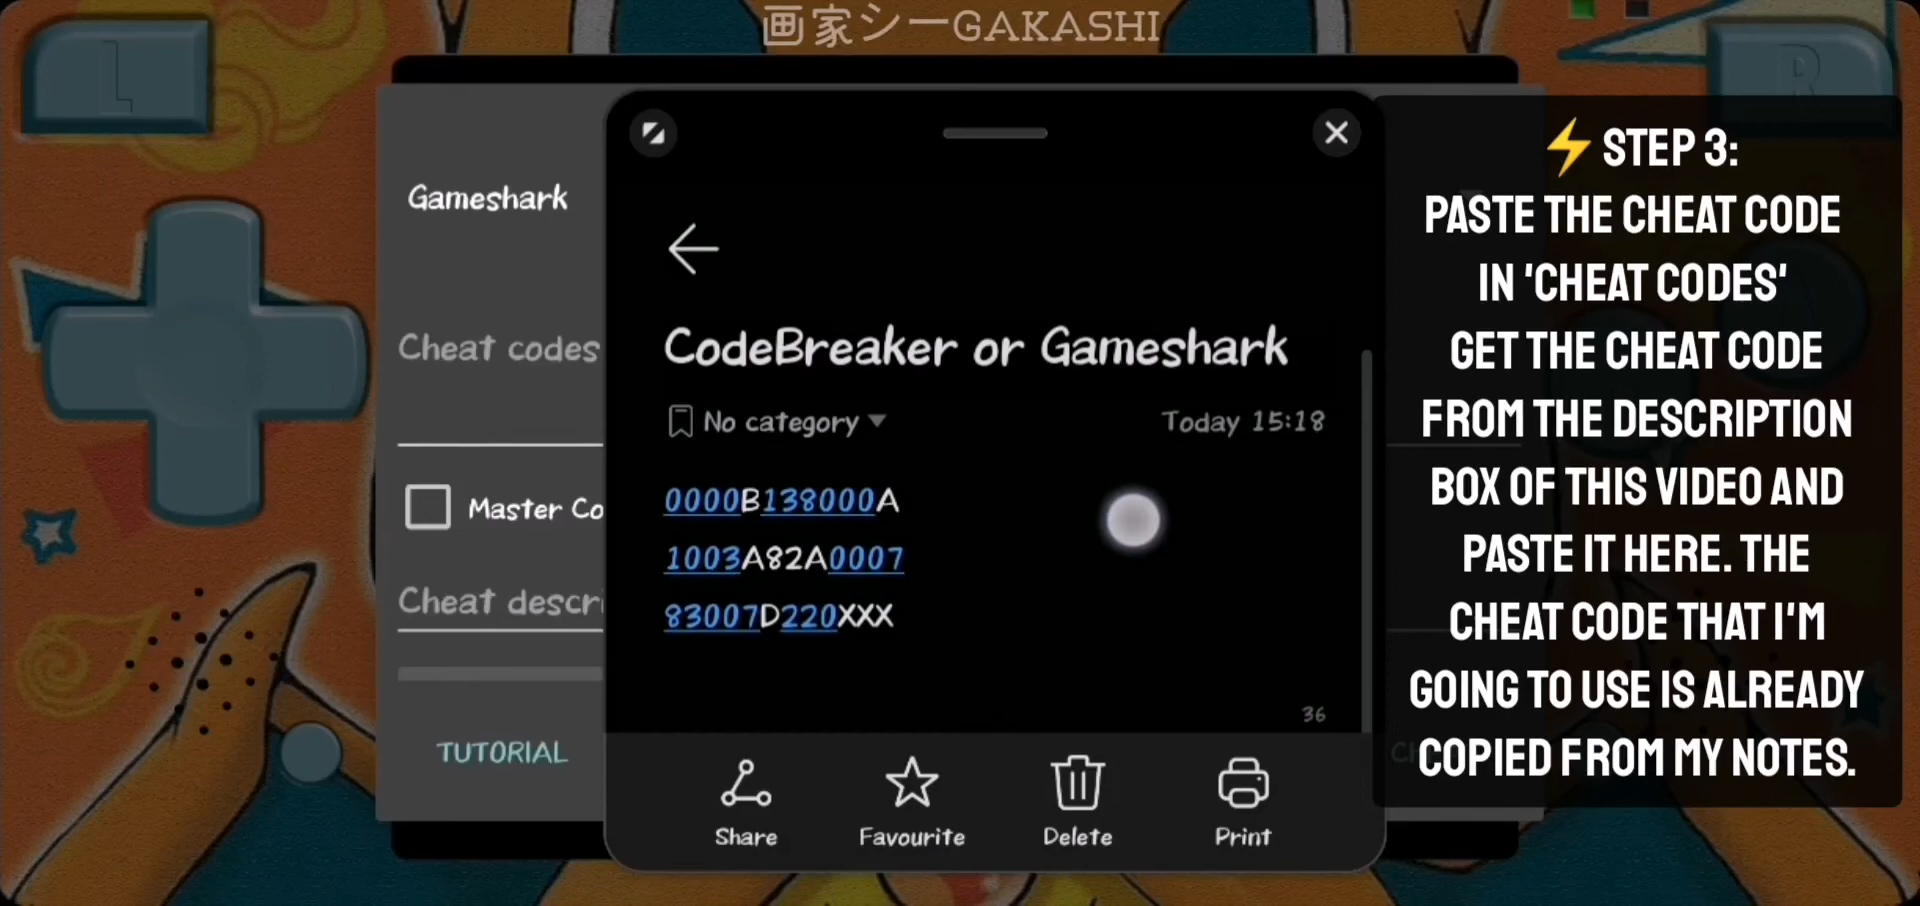 画家シーGAKASHI
L
R
Gameshark
Cheat codes
Master Co
Cheat descr
TUTORIAL
CodeBreaker or Gameshark
No category
Today 15:18
0000B138000A
1003A82A0007
83007D220XXX
36
Share
Favourite
Delete
Print
⚡ STEP 3:
PASTE THE CHEAT CODE
IN 'CHEAT CODES'
GET THE CHEAT CODE
FROM THE DESCRIPTION
BOX OF THIS VIDEO AND
PASTE IT HERE. THE
CHEAT CODE THAT I'M
GOING TO USE IS ALREADY
COPIED FROM MY NOTES.